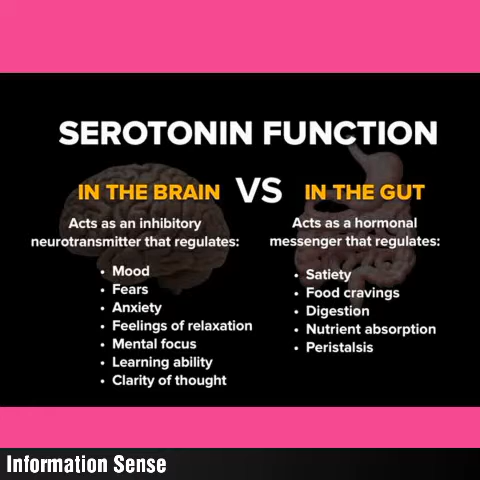 SEROTONIN FUNCTION
IN THE BRAIN VS IN THE GUT
Acts as an inhibitory
neurotransmitter that regulates:
• Mood
• Fears
• Anxiety
• Feelings of relaxation
• Mental focus
• Learning ability
• Clarity of thought
Acts as a hormonal
messenger that regulates:
• Satiety
• Food cravings
• Digestion
• Nutrient absorption
• Peristalsis
Information Sense